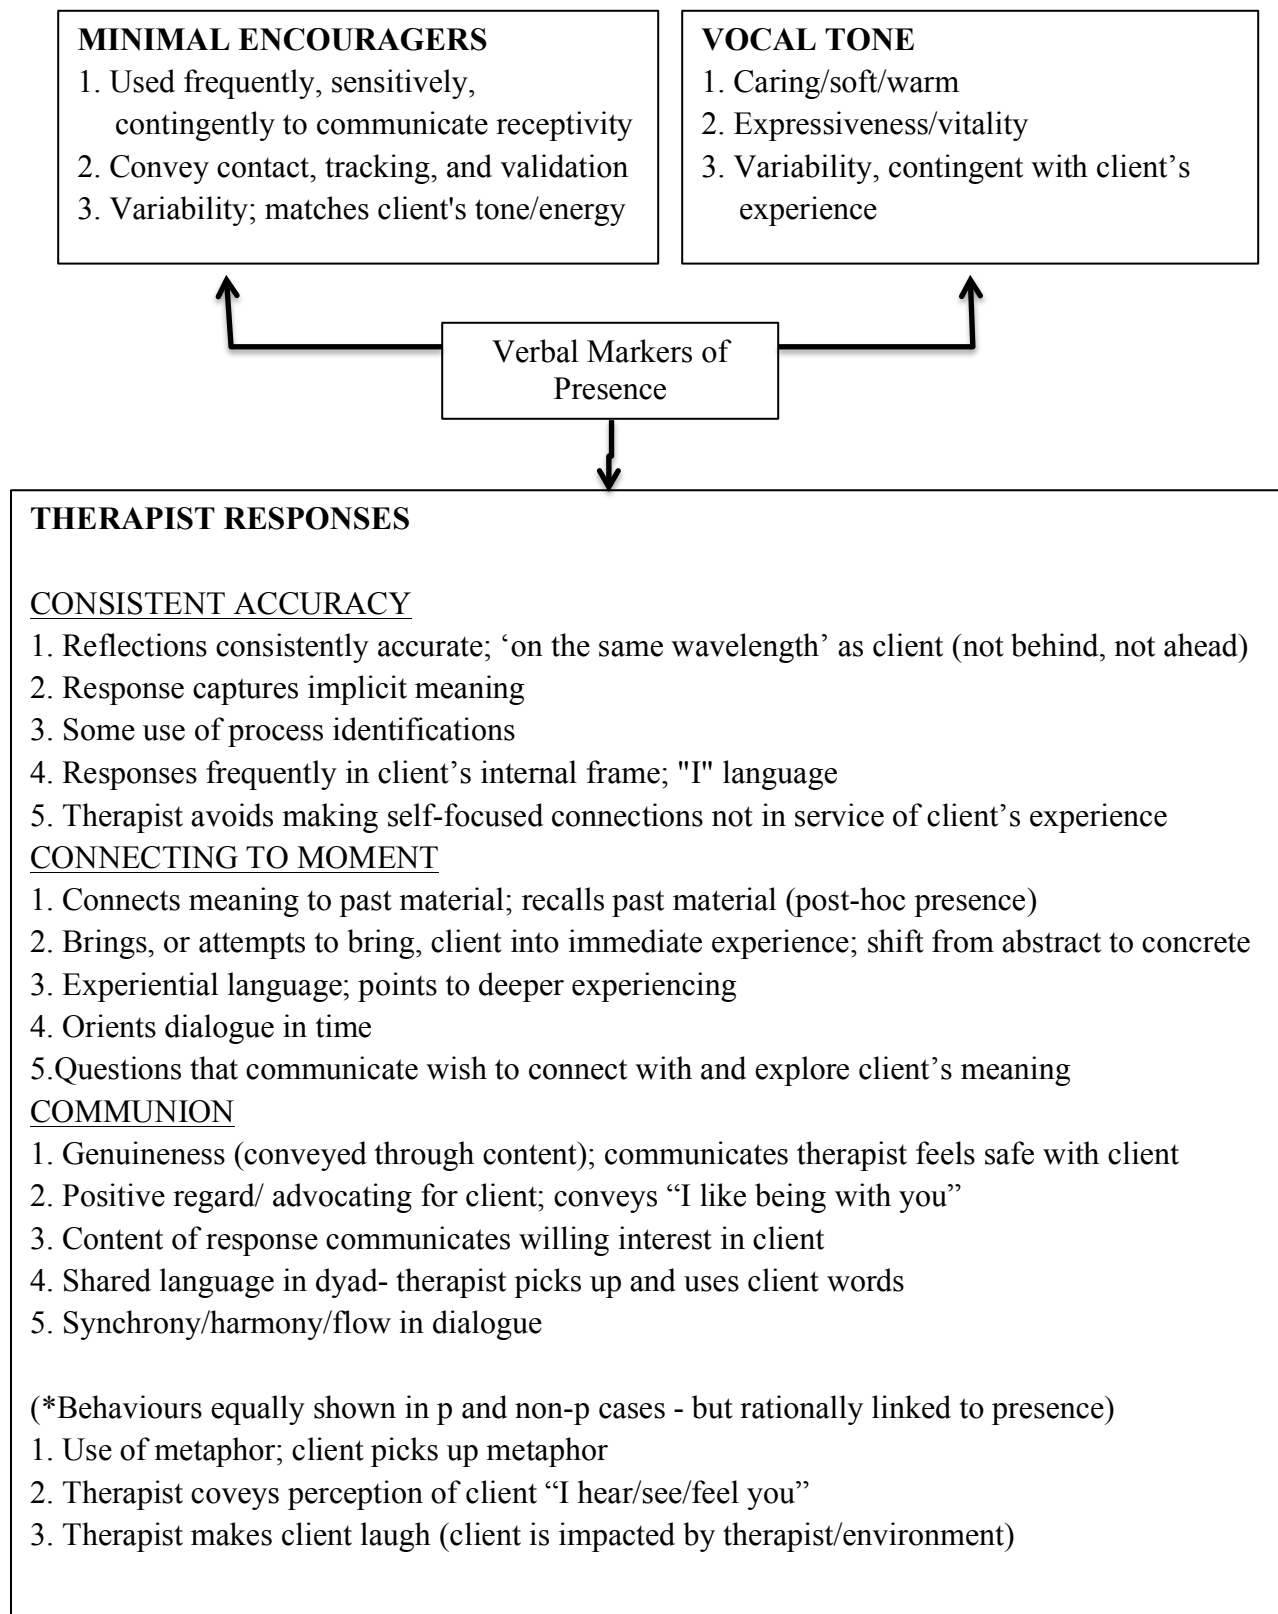 MINIMAL ENCOURAGERS
1. Used frequently, sensitively,
contingently to communicate receptivity
2. Convey contact, tracking, and validation
3. Variability; matches client's tone/energy
VOCAL TONE
1. Caring/soft/warm
2. Expressiveness/vitality
3. Variability, contingent with client’s
experience
Verbal Markers of
Presence
THERAPIST RESPONSES
CONSISTENT ACCURACY
1. Reflections consistently accurate; ‘on the same wavelength’ as client (not behind, not ahead)
2. Response captures implicit meaning
3. Some use of process identifications
4. Responses frequently in client’s internal frame; "I" language
5. Therapist avoids making self-focused connections not in service of client’s experience
CONNECTING TO MOMENT
1. Connects meaning to past material; recalls past material (post-hoc presence)
2. Brings, or attempts to bring, client into immediate experience; shift from abstract to concrete
3. Experiential language; points to deeper experiencing
4. Orients dialogue in time
5.Questions that communicate wish to connect with and explore client’s meaning
COMMUNION
1. Genuineness (conveyed through content); communicates therapist feels safe with client
2. Positive regard/ advocating for client; conveys “I like being with you”
3. Content of response communicates willing interest in client
4. Shared language in dyad- therapist picks up and uses client words
5. Synchrony/harmony/flow in dialogue
(*Behaviours equally shown in p and non-p cases - but rationally linked to presence)
1. Use of metaphor; client picks up metaphor
2. Therapist coveys perception of client “I hear/see/feel you”
3. Therapist makes client laugh (client is impacted by therapist/environment)